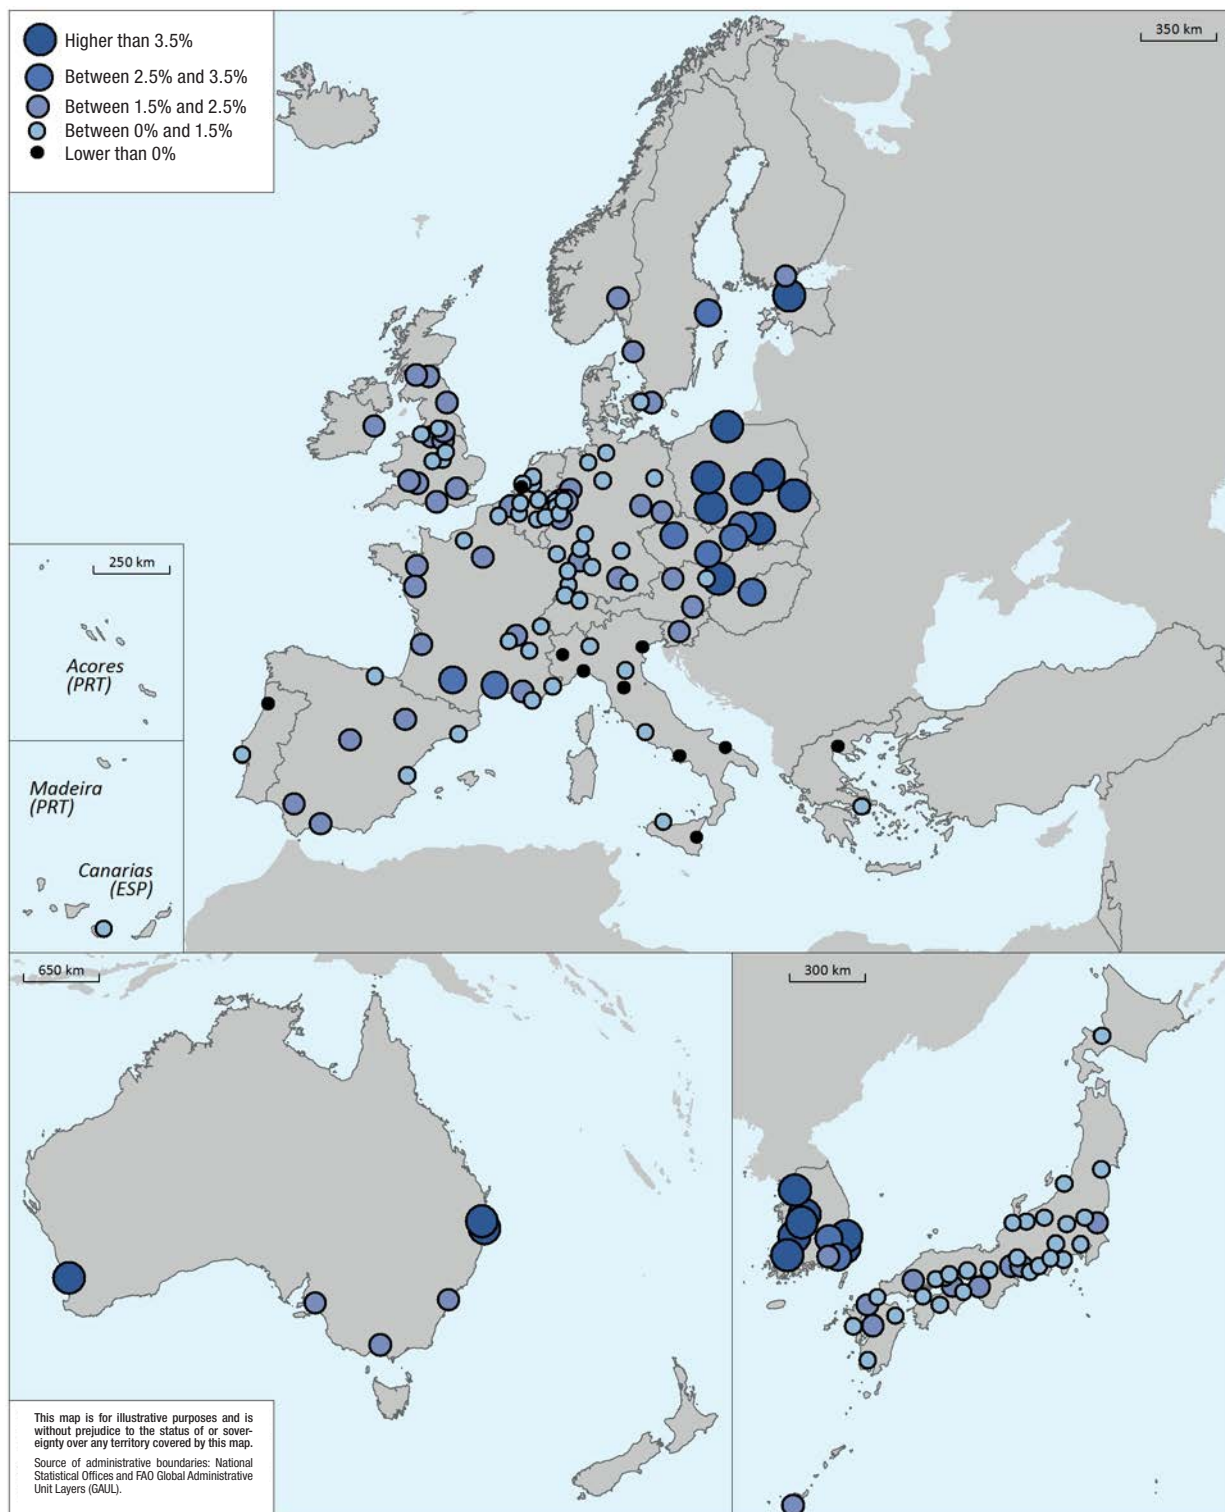 Higher than 3.5%
Between 2.5% and 3.5%
Between 1.5% and 2.5%
Between 0% and 1.5%
Lower than 0%
350 km
250 km
Acores
(PRT)
Madeira
(PRT)
Canarias
(ESP)
650 km
300 km
This map is for illustrative purposes and is
without prejudice to the status of or sover-
eignty over any territory covered by this map.
Source of administrative boundaries: National
Statistical Offices and FAO Global Administrative
Unit Layers (GAUL).